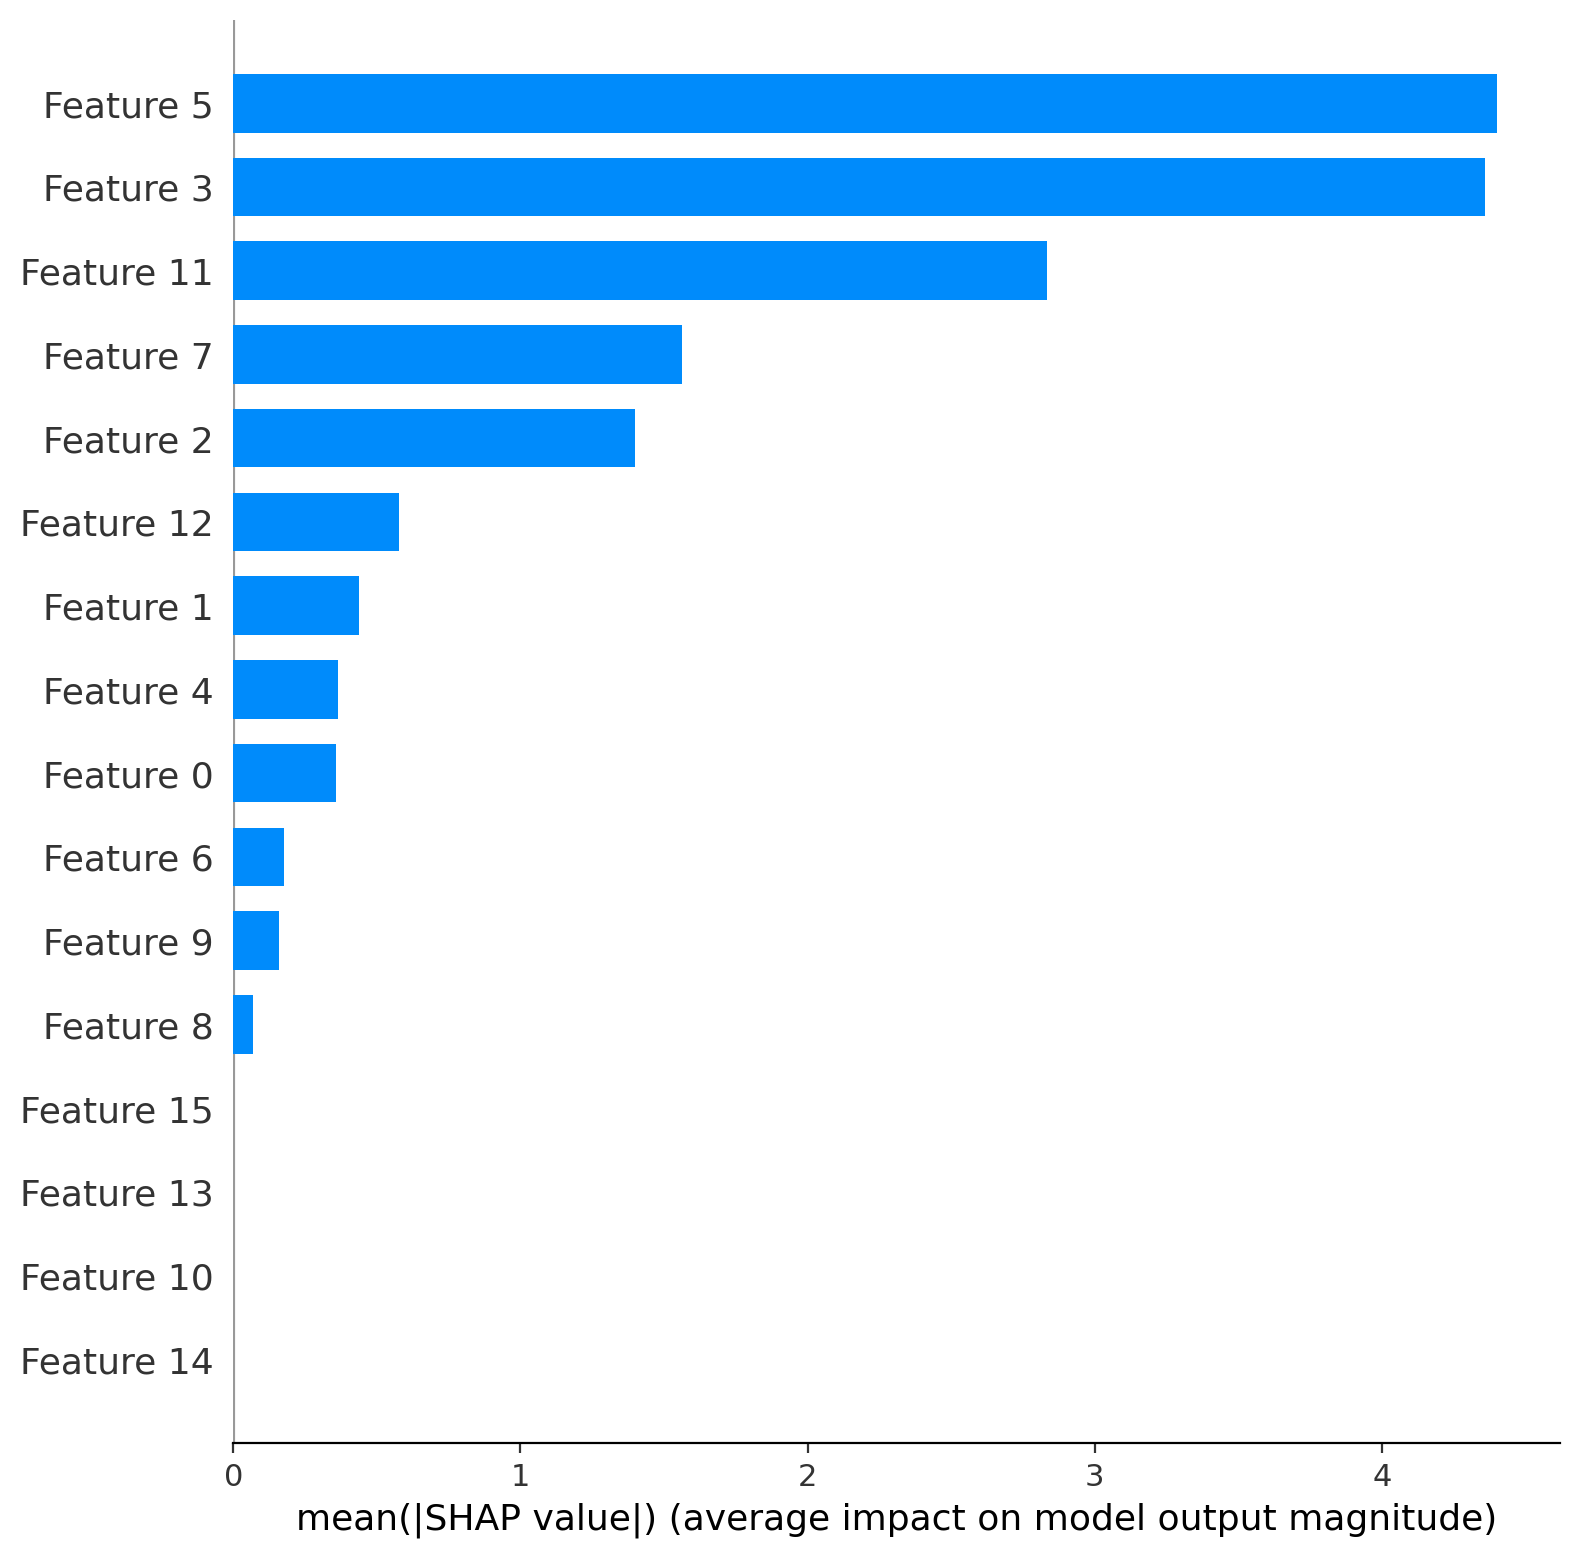 Feature 5
Feature 3
Feature 11
Feature 7
Feature 2
Feature 12
Feature 1
Feature 4
Feature 0
Feature 6
Feature 9
Feature 8
Feature 15
Feature 13
Feature 10
Feature 14
0 1 2 3 4
mean(|SHAP value|) (average impact on model output magnitude)